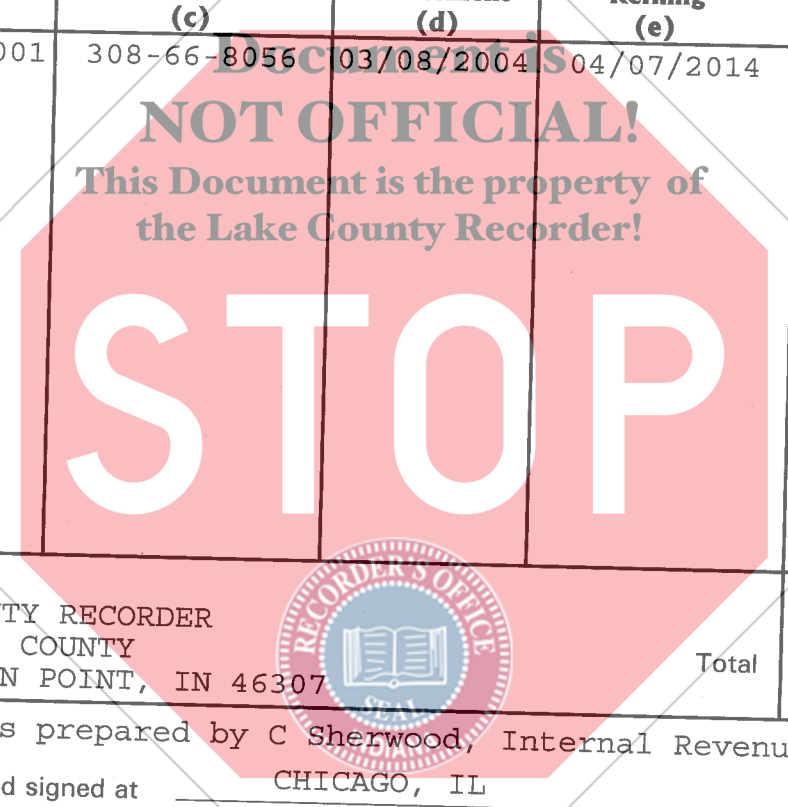 (c) (d) (e)
001 308-66-8056 03/08/2004 04/07/2014
Document is
NOT OFFICIAL!
This Document is the property of
the Lake County Recorder!
STOP
RECORDER'S OFFICE
SEAL
INDIANA
TY RECORDER
COUNTY
N POINT, IN 46307
Total
s prepared by C Sherwood, Internal Revenu
d signed at CHICAGO, IL